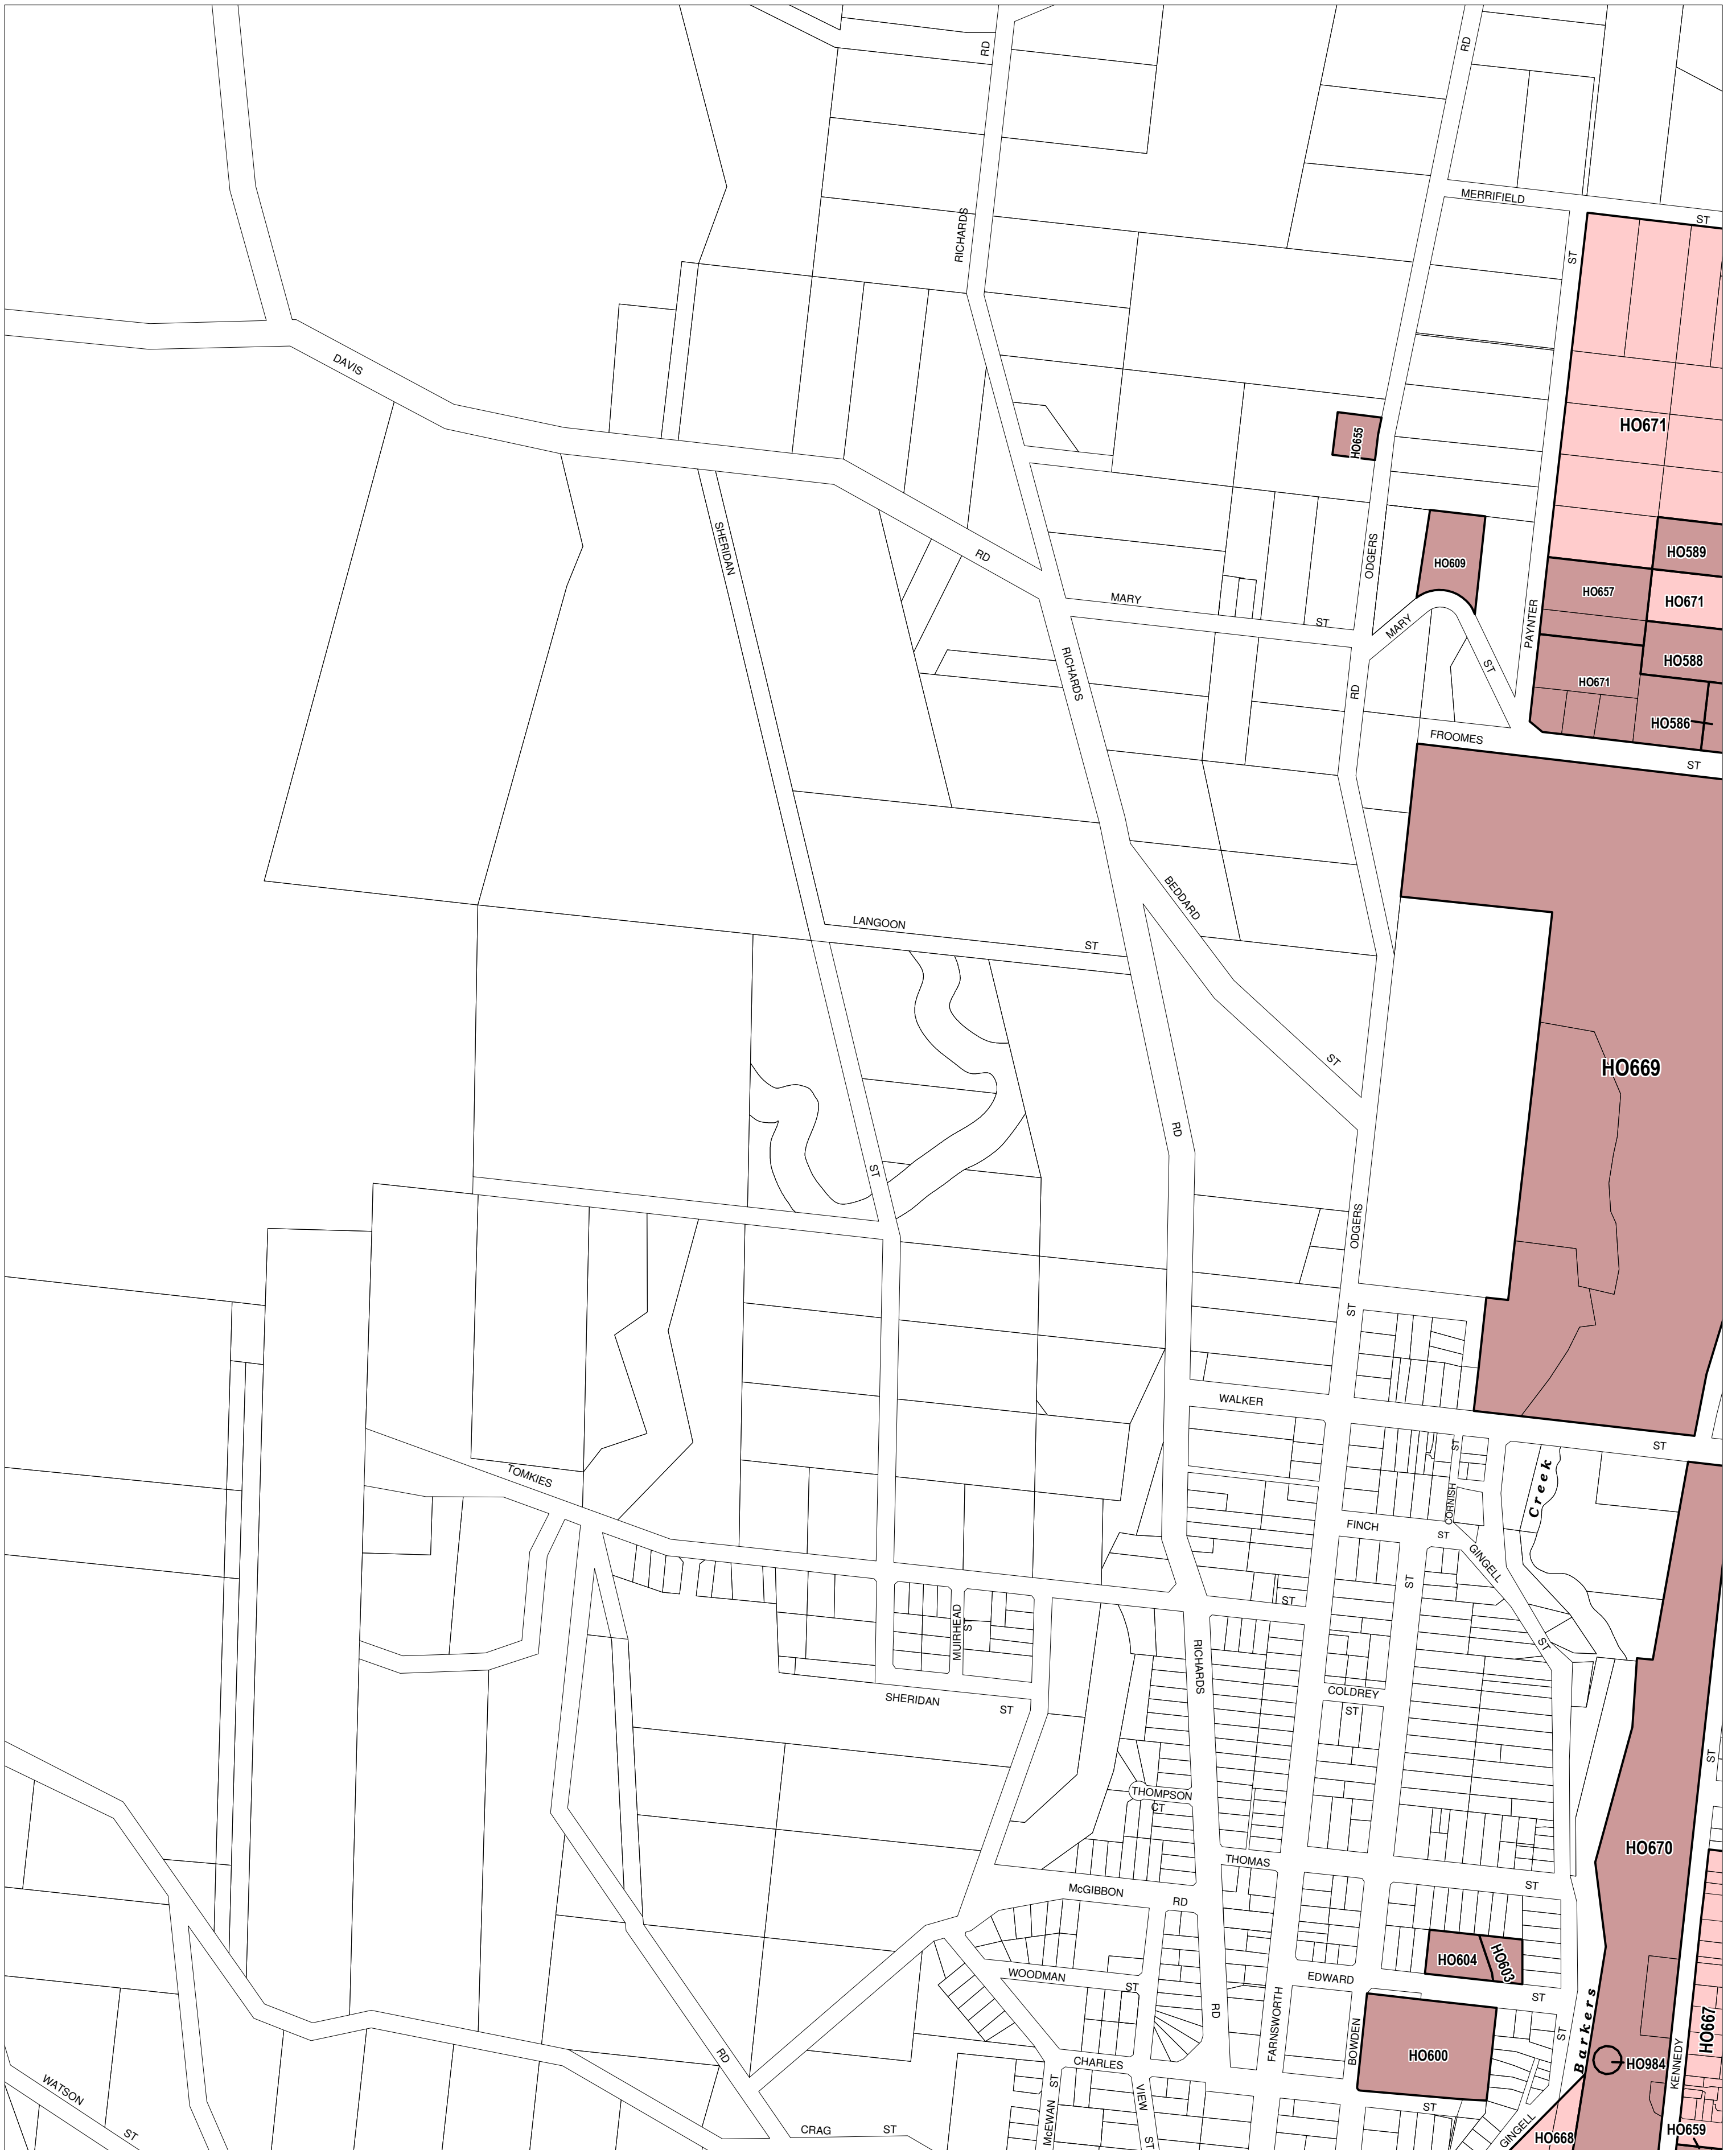 RD
RD
MERRIFIELD
ST
RICHARDS
ST
DAVIS
HO671
HO655
SHERIDAN
RD
ODGERS
HO589
HO609
HO657
MARY
HO671
ST
MARY
PAYNTER
RICHARDS
ST
HO588
RD
HO671
HO586
FROOMES
ST
BEDDARD
LANGOON
ST
ST
HO669
RD
ST
ODGERS
ST
WALKER
ST
ST
TOMKIES
Creek
CORNISH
FINCH
ST
GINGELL
ST
ST
MUIRHEAD
ST
ST
RICHARDS
SHERIDAN
ST
COLDREY
ST
ST
THOMPSON
CT
HO670
THOMAS
McGIBBON
RD
ST
HO604
HO603
WOODMAN
ST
EDWARD
ST
RD
FARNSWORTH
BOWDEN
ST
Barkers
HO667
HO600
HO984
KENNEDY
RD
CHARLES
WATSON
ST
McEWAN
ST
VIEW
ST
CRAG
ST
ST
GINGELL
HO668
HO659